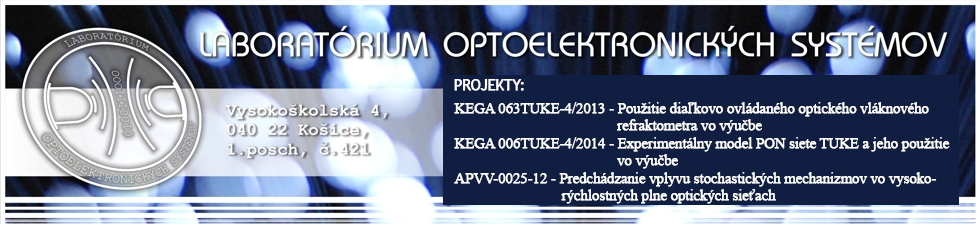 LABORATÓRIUM OPTOELEKTRONICKÝCH SYSTÉMOV
LABORATÓRIUM
OPTOELEKTRONICKÝCH SYSTÉMOV
Vysokoškolská 4,
040 22 Košice,
1.posch, č.421
PROJEKTY:
KEGA 063TUKE-4/2013 - Použitie diaľkovo ovládaného optického vláknového
refraktometra vo výučbe
KEGA 006TUKE-4/2014 - Experimentálny model PON siete TUKE a jeho použitie
vo výučbe
APVV-0025-12 - Predchádzanie vplyvu stochastických mechanizmov vo vysoko-
rýchlostných plne optických sieťach